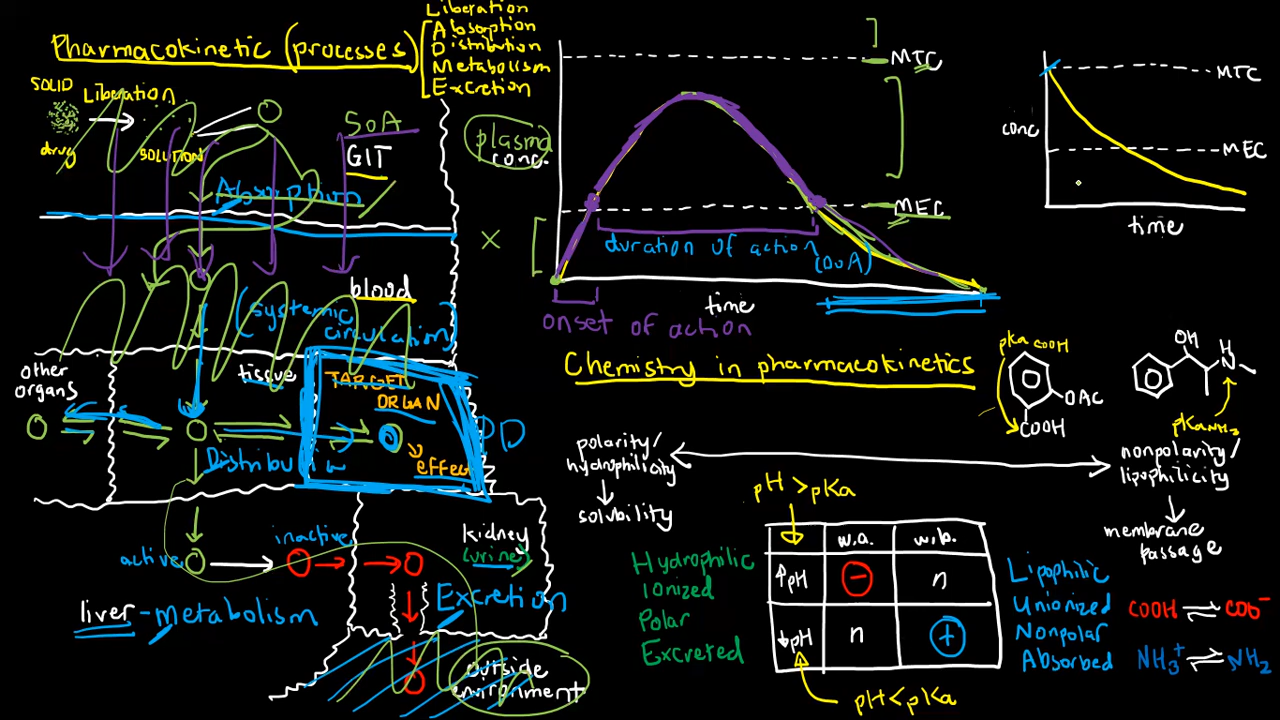 Pharmacokinetic (processes)
Liberation
Absorption
Distribution
Metabolism
Excretion
SOLID
drug
Liberation
SOLUTION
SOA
GIT
Absorption
blood
(systemic
circulation)
other
organs
tissue
TARGET
ORGAN
effect
PD
Distribution
active
inactive
kidney
(urine)
liver - metabolism
Excretion
outside
environment
plasma
conc.
x
MTC
MEC
duration of action
(DoA)
time
onset of action
conc
MTC
MEC
time
Chemistry in pharmacokinetics
pKa COOH
OAC
COOH
OH
H
N
pKa NH3
polarity/
hydrophilicity
solubility
nonpolarity/
lipophilicity
membrane
passage
pH > pKa
w.a. w.b.
↑pH − n
↓pH n +
pH < pKa
Hydrophilic
Ionized
Polar
Excreted
Lipophilic
Unionized
Nonpolar
Absorbed
COOH ⇌ COO⁻
NH₃⁺ ⇌ NH₂